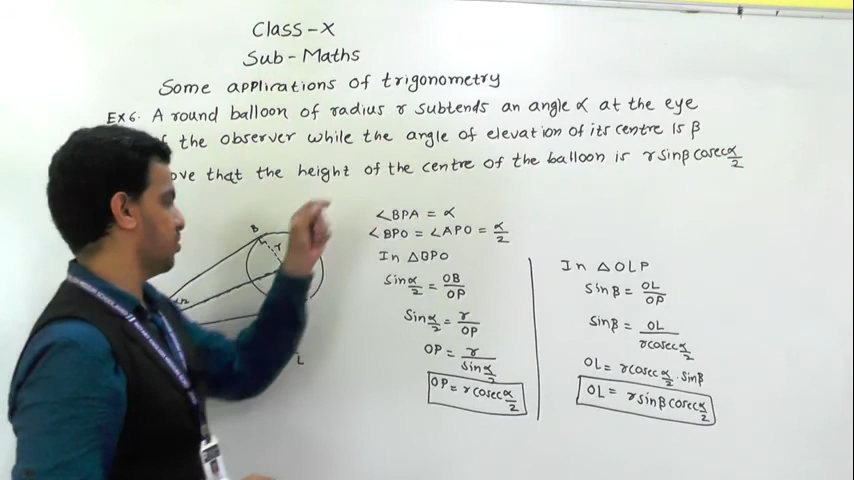 Class-X
Sub-Maths
Some applications of trigonometry
Ex6. A round balloon of radius r subtends an angle α at the eye
of the observer while the angle of elevation of its centre is β
that the height of the centre of the balloon is r sinβ cosec α/2
B
r
L
∠BPA = α
∠BPO = ∠APO = α/2
In △BPO
Sin α/2 = OB/OP
Sin α/2 = r/OP
OP = r/sin α/2
OP = r cosec α/2
In △OLP
Sinβ = OL/OP
Sinβ = OL/r cosec α/2
OL = r cosec α/2 · sinβ
OL = r sinβ cosec α/2